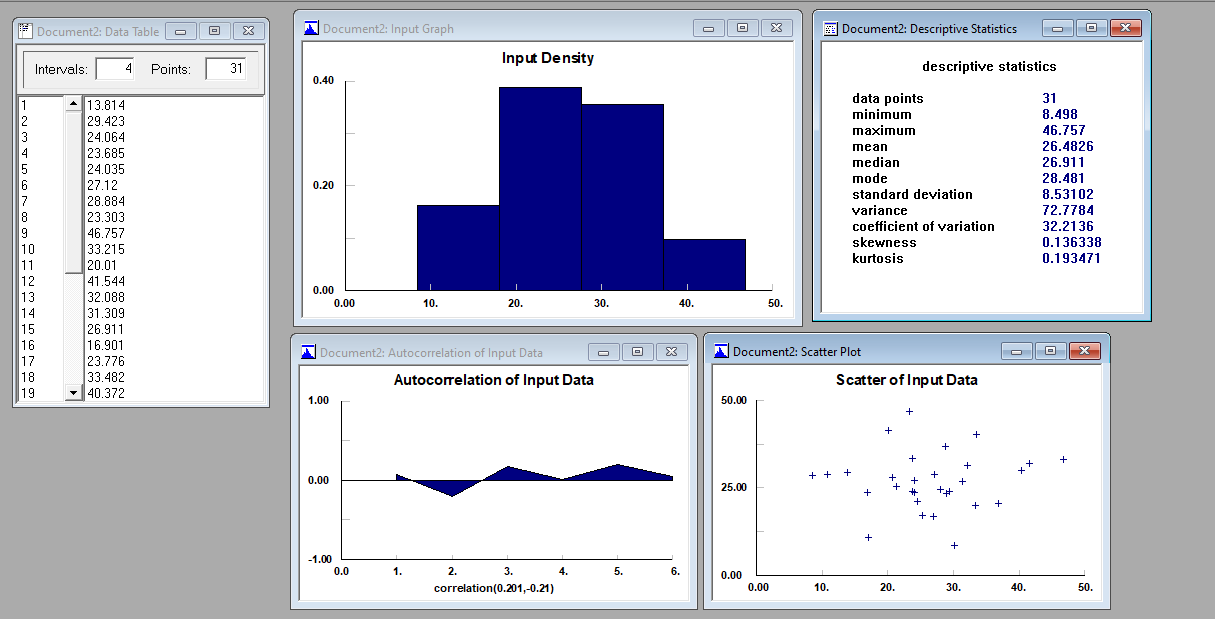 Document2: Data Table
Intervals: 4 Points: 31
1 13.814
2 29.423
3 24.064
4 23.685
5 24.035
6 27.12
7 28.884
8 23.303
9 46.757
10 33.215
11 20.01
12 41.544
13 32.088
14 31.309
15 26.911
16 16.901
17 23.776
18 33.482
19 40.372
Document2: Input Graph
Input Density
0.40
0.20
0.00
0.00 10. 20. 30. 40. 50.
Document2: Descriptive Statistics
descriptive statistics
data points 31
minimum 8.498
maximum 46.757
mean 26.4826
median 26.911
mode 28.481
standard deviation 8.53102
variance 72.7784
coefficient of variation 32.2136
skewness 0.136338
kurtosis 0.193471
Document2: Autocorrelation of Input Data
Autocorrelation of Input Data
1.00
0.00
-1.00
0.0 1. 2. 3. 4. 5. 6.
correlation(0.201,-0.21)
Document2: Scatter Plot
Scatter of Input Data
50.00
25.00
0.00
0.00 10. 20. 30. 40. 50.